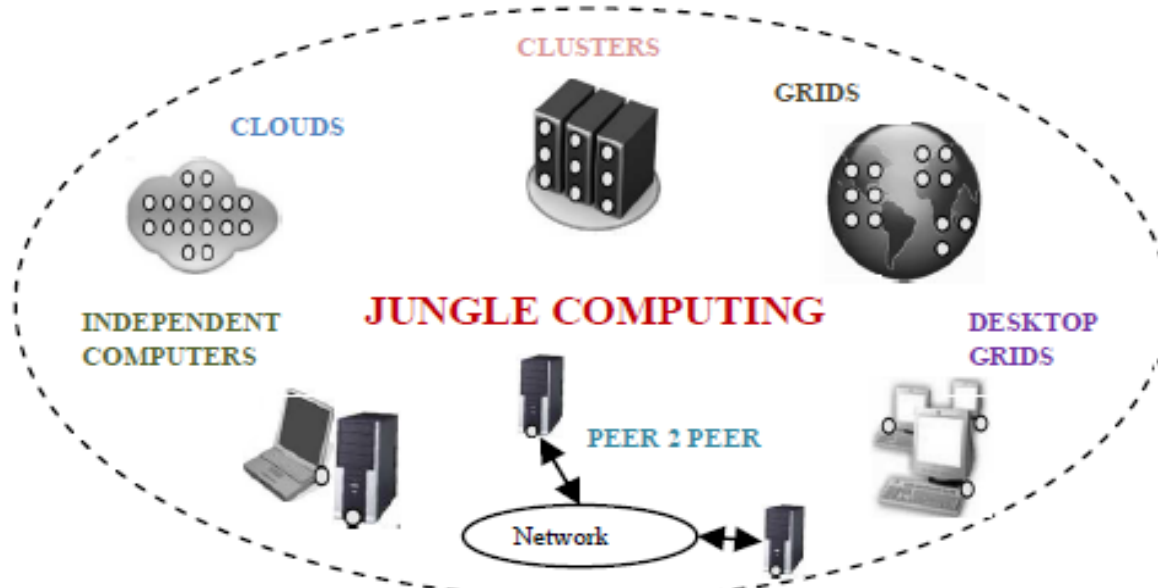 CLUSTERS
GRIDS
CLOUDS
JUNGLE COMPUTING
INDEPENDENT
COMPUTERS
DESKTOP
GRIDS
PEER 2 PEER
Network